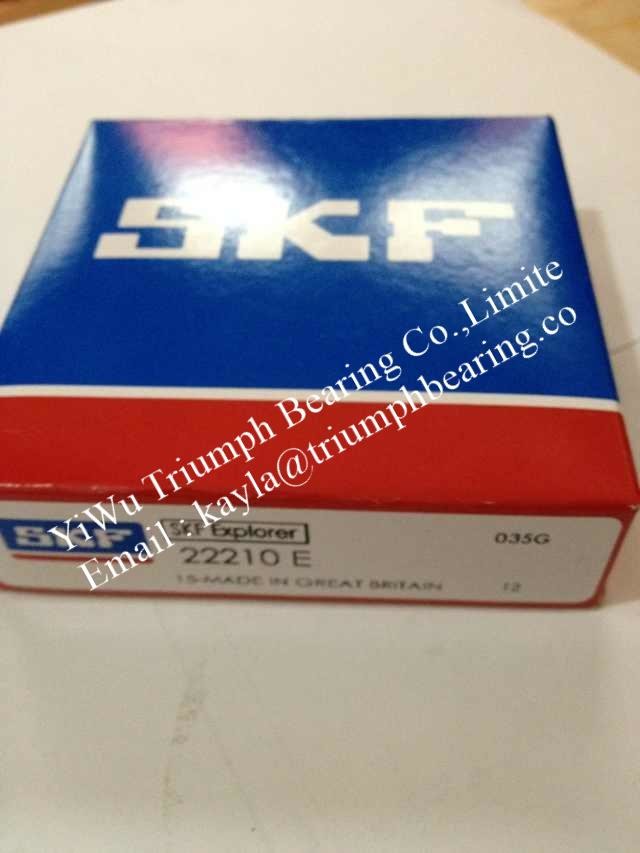 SKF
YiWu Triumph Bearing Co.,Limite
Email : kayla@triumphbearing.co
SKF
SKF Explorer
22210 E
035G
15-MADE IN GREAT BRITAIN
12